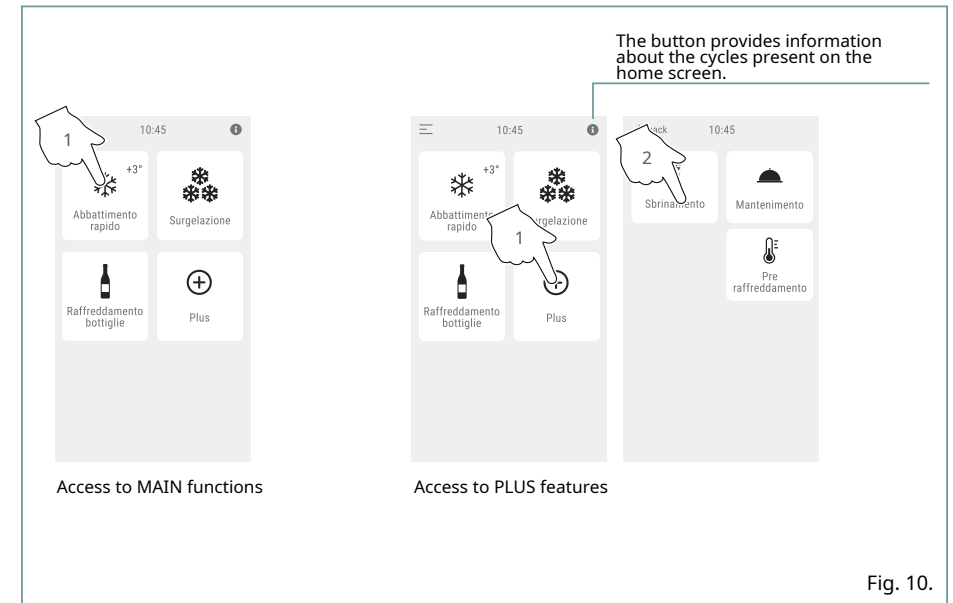 The button provides information
about the cycles present on the
home screen.
1
10:45
+3°
Abbattimento
rapido
Surgelazione
Raffreddamento
bottiglie
Plus
Access to MAIN functions
10:45
+3°
Abbattimento
rapido
1
Raffreddamento
bottiglie
Plus
Access to PLUS features
10:45
2
Mantenimento
Pre
raffreddamento
Fig. 10.